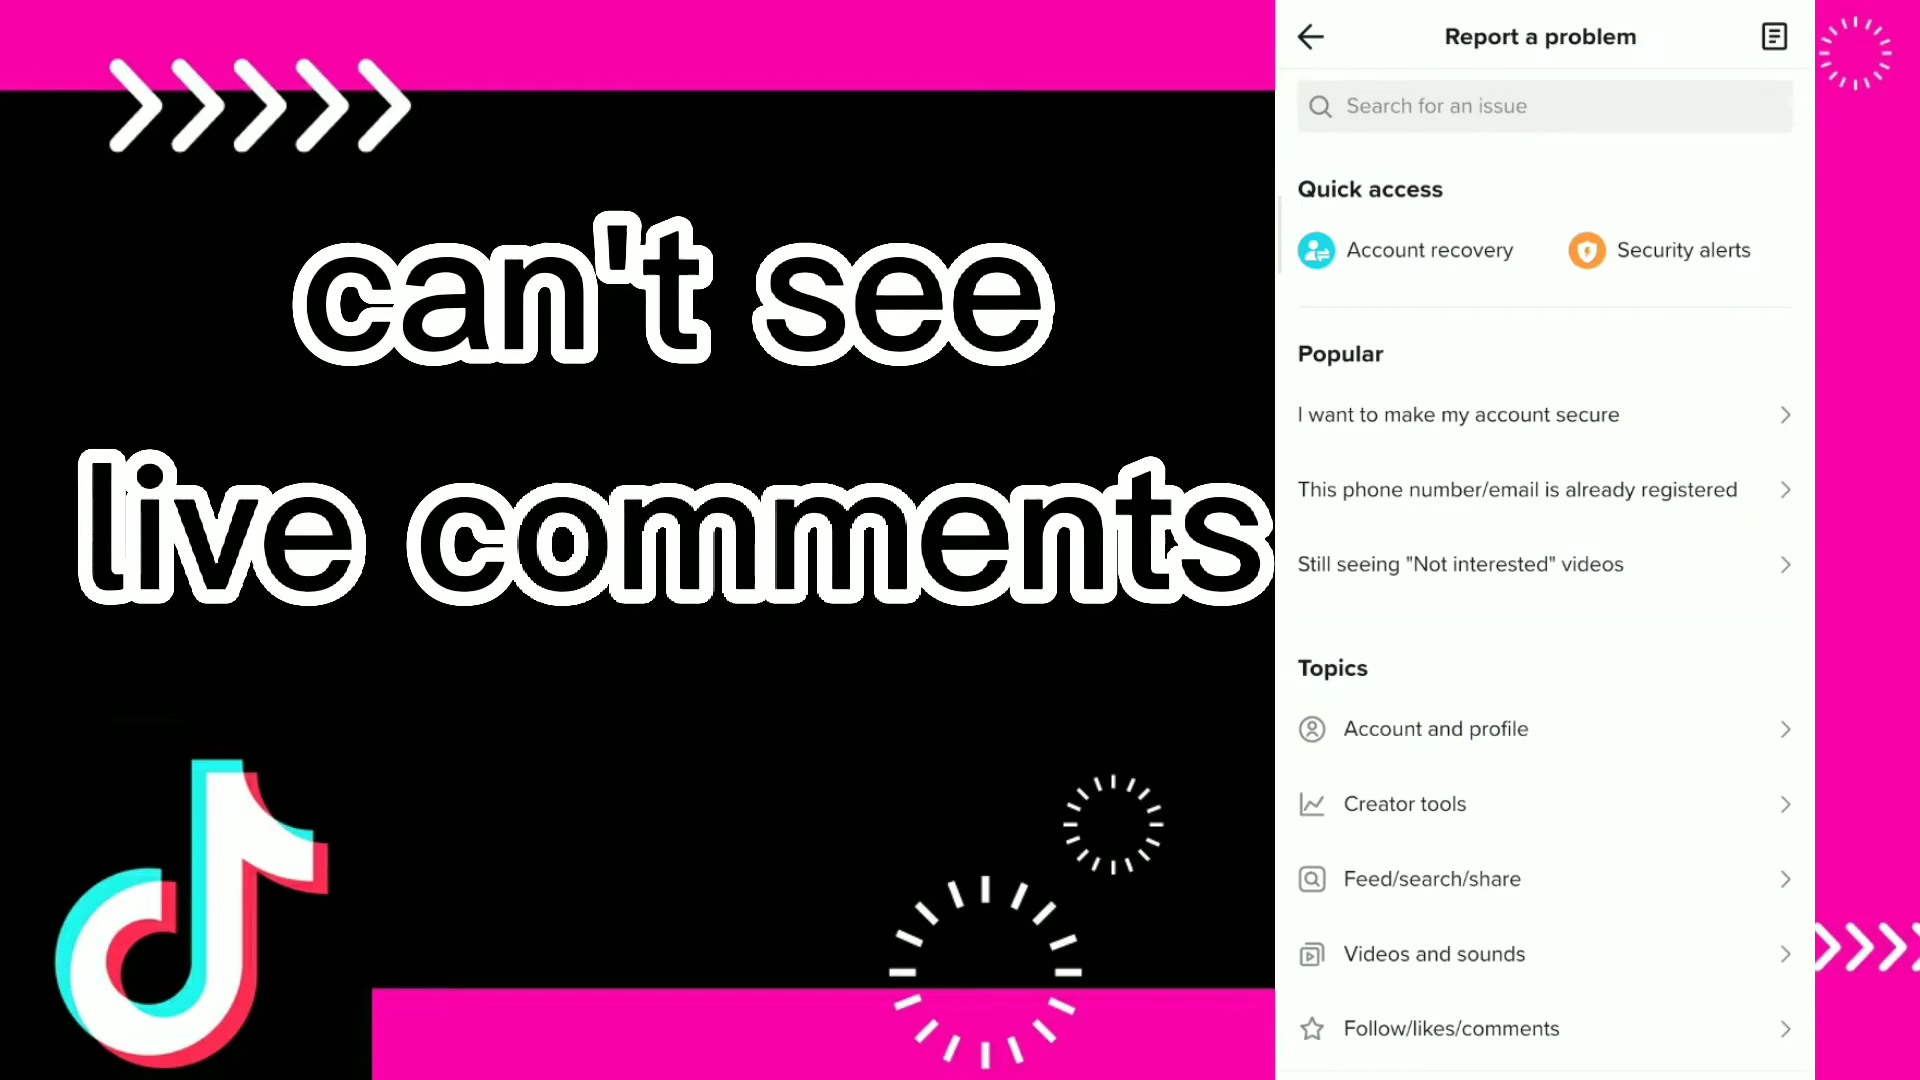 can't see
live comments
Report a problem
Search for an issue
Quick access
Account recovery
Security alerts
Popular
I want to make my account secure
This phone number/email is already registered
Still seeing "Not interested" videos
Topics
Account and profile
Creator tools
Feed/search/share
Videos and sounds
Follow/likes/comments